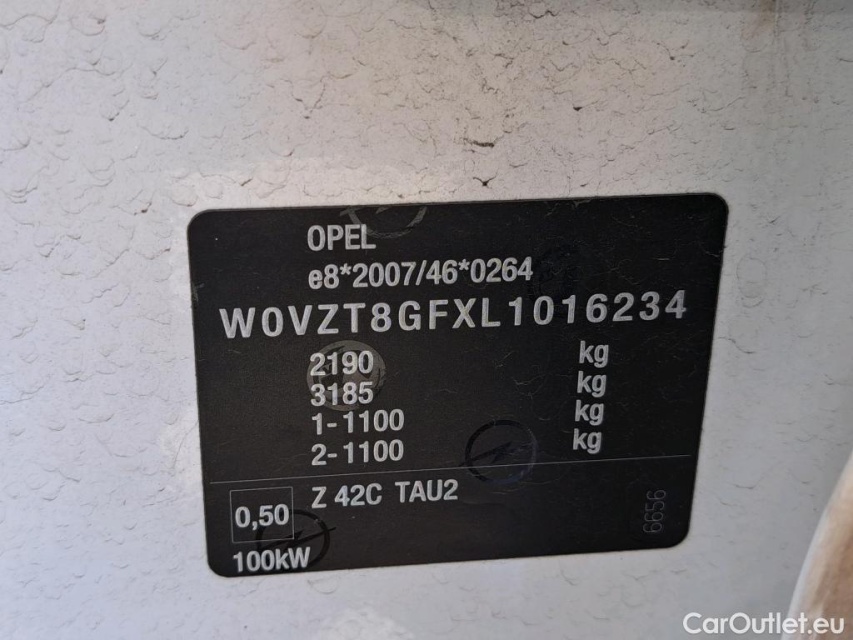 OPEL
e8*2007/46*0264
W0VZT8GFXL1016234
2190 kg
3185 kg
1-1100 kg
2-1100 kg
0,50 Z 42C TAU2
100kW
6656
CarOutlet.eu